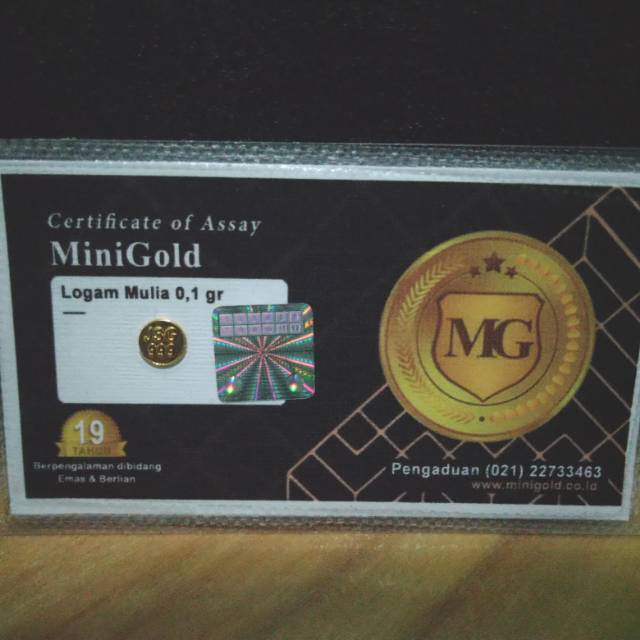 Certificate of Assay
MiniGold
Logam Mulia 0,1 gr
19
TAHUN
Berpengalaman dibidang
Emas & Berlian
MG
Pengaduan (021) 22733463
www.minigold.co.id